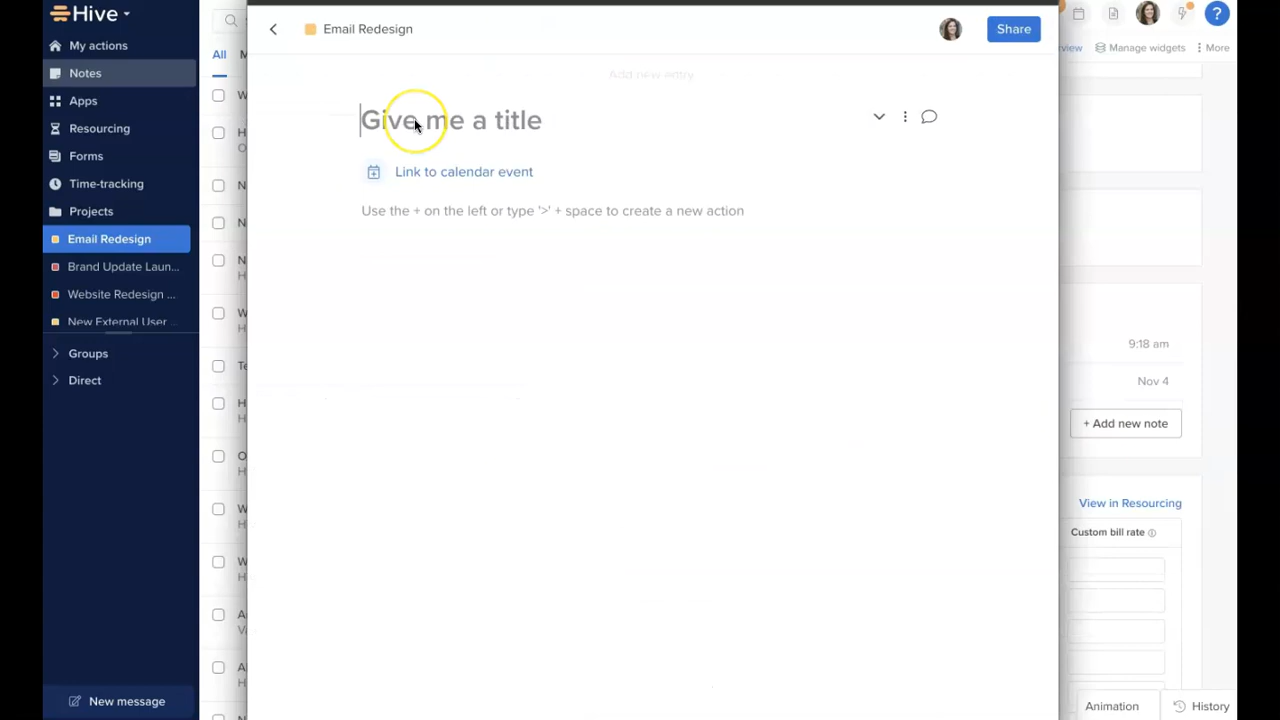 Hive
My actions
Notes
Apps
Resourcing
Forms
Time-tracking
Projects
Email Redesign
Brand Update Laun...
Website Redesign ...
New External User ...
Groups
Direct
New message
All
Email Redesign
Share
Add new entry
Give me a title
Link to calendar event
Use the + on the left or type '>' + space to create a new action
?
Manage widgets
More
9:18 am
Nov 4
+ Add new note
View in Resourcing
Custom bill rate
Animation
History